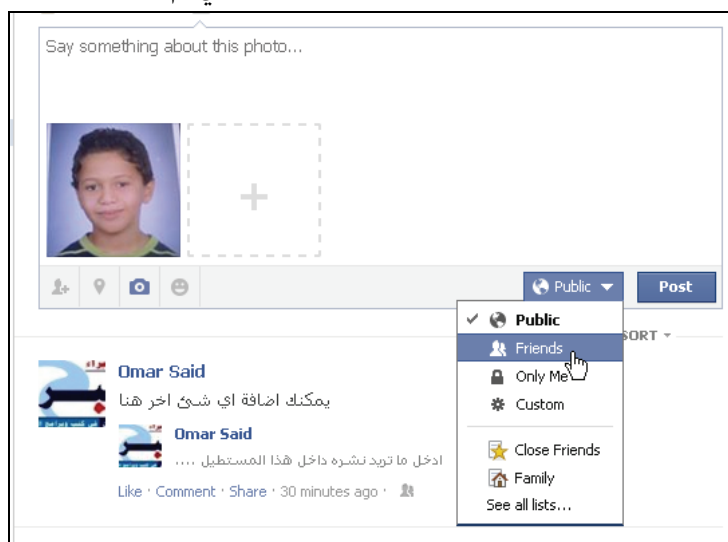 Say something about this photo...
Public
Post
Public
Friends
Only Me
Custom
Close Friends
Family
See all lists...
SORT
Omar Said
يمكنك اضافة اي شئ اخر هنا
Omar Said
ادخل ما تريد نشره داخل هذا المستطيل ....
Like · Comment · Share · 30 minutes ago ·